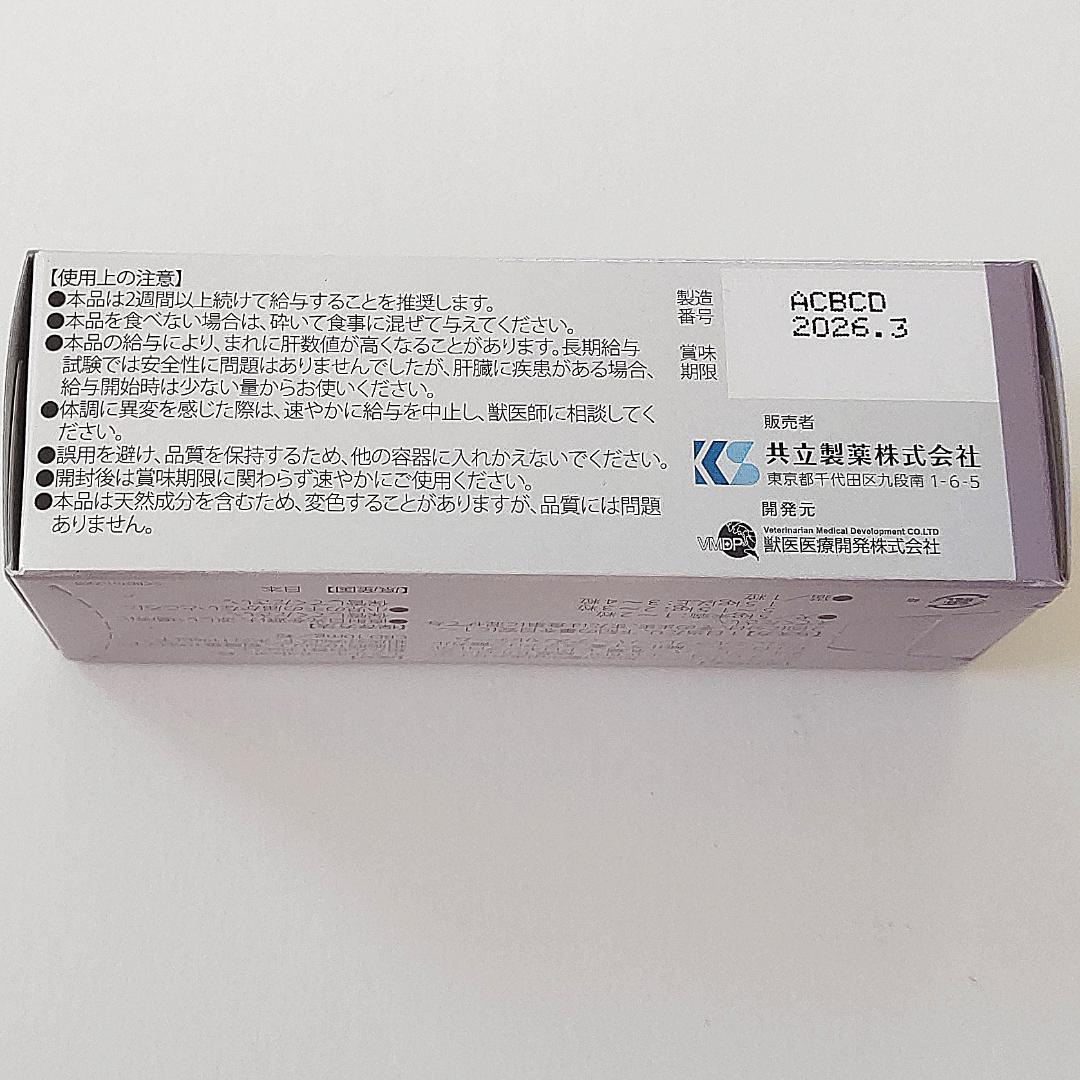 【使用上の注意】
●本品は2週間以上続けて給与することを推奨します。
●本品を食べない場合は、砕いて食事に混ぜて与えてください。
●本品の給与により、まれに肝数値が高くなることがあります。長期給与
試験では安全性に問題はありませんでしたが、肝臓に疾患がある場合、
給与開始時は少ない量からお使いください。
●体調に異変を感じた際は、速やかに給与を中止し、獣医師に相談してく
ださい。
●誤用を避け、品質を保持するため、他の容器に入れかえないでください。
●開封後は賞味期限に関わらず速やかにご使用ください。
●本品は天然成分を含むため、変色することがありますが、品質には問題
ありません。
製造
番号
ACBCD
2026.3
賞味
期限
販売者
KS 共立製薬株式会社
東京都千代田区九段南 1-6-5
開発元
VMDP
Veterinarian Medical Development CO.LTD
獣医医療開発株式会社
【原産国】 日本